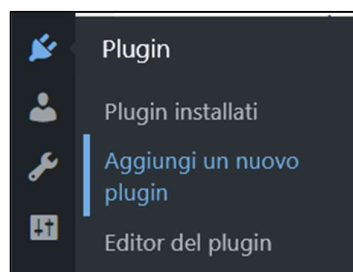 Plugin
Plugin installati
Aggiungi un nuovo
plugin
Editor del plugin